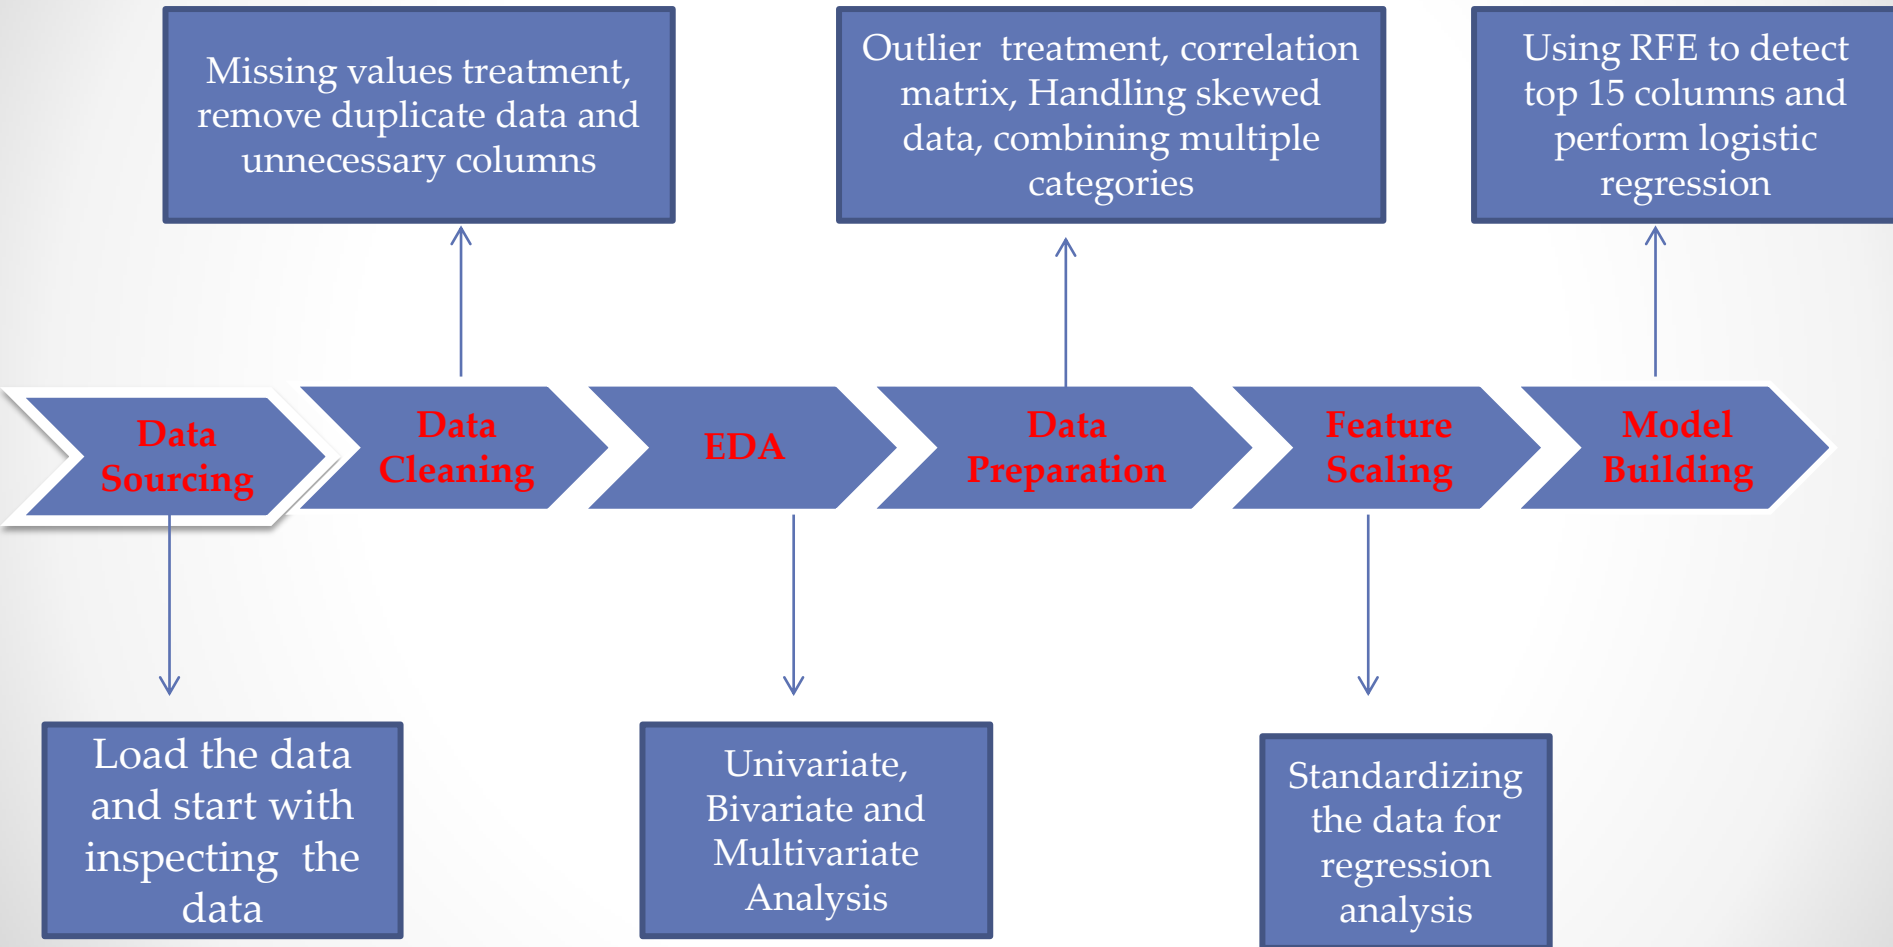 Missing values treatment,
remove duplicate data and
unnecessary columns
Outlier  treatment, correlation
matrix, Handling skewed
data, combining multiple
categories
Using RFE to detect
top 15 columns and
perform logistic
regression
Data
Sourcing
Data
Cleaning
EDA
Data
Preparation
Feature
Scaling
Model
Building
Load the data
and start with
inspecting  the
data
Univariate,
Bivariate and
Multivariate
Analysis
Standardizing
the data for
regression
analysis